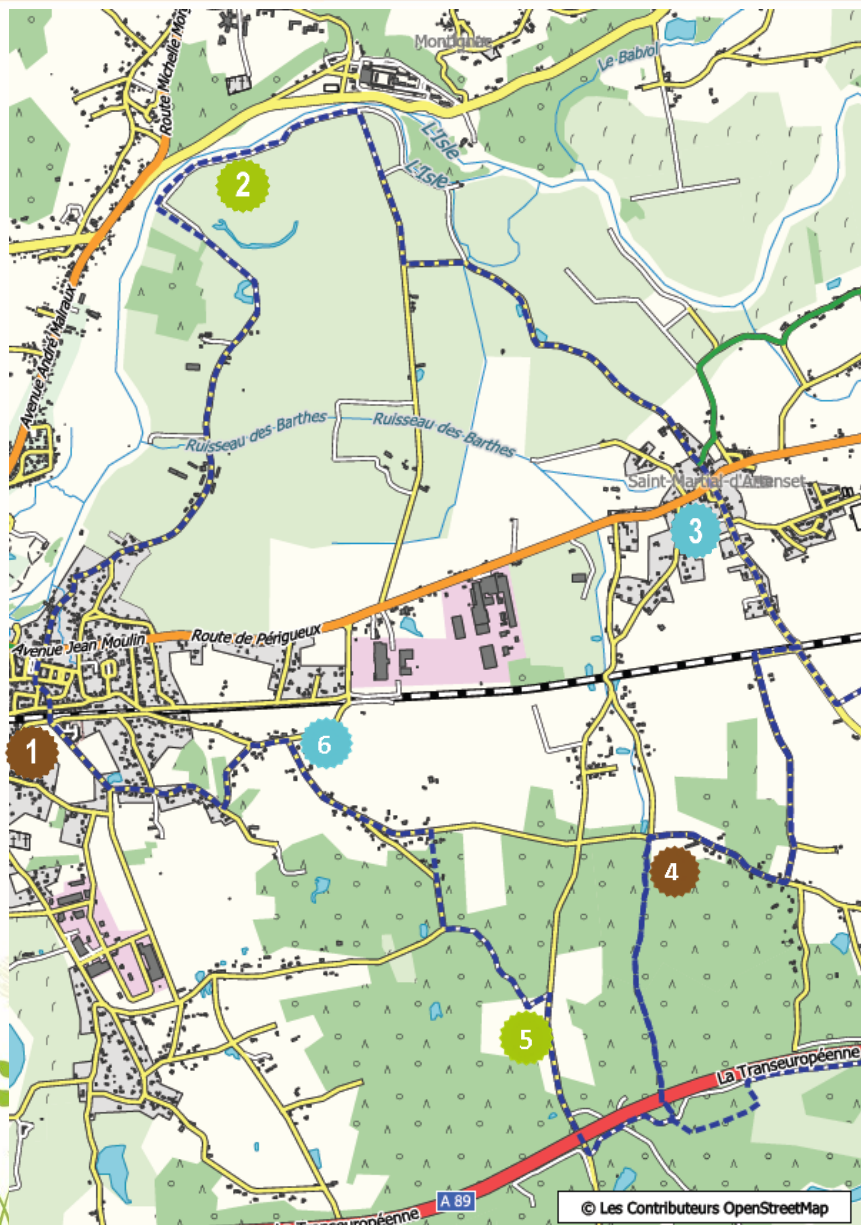 Montignac
Route Michelle Mor
Le Babiol
L'Isle
L'Isle
2
Avenue André Malraux
Ruisseau des Barthes
Ruisseau des Barthes
Saint-Martial-d'Artenset
3
Avenue Jean Moulin
Route de Périgueux
1
6
4
5
La Transeuropéenne
A 89
Transeuropéenne
© Les Contributeurs OpenStreetMap